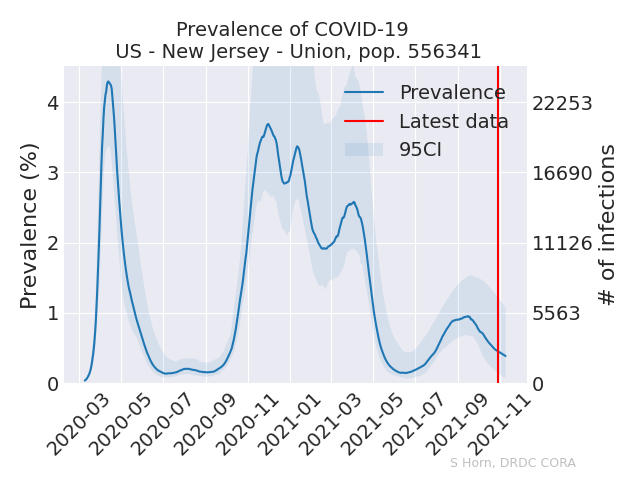 Prevalence of COVID-19
US - New Jersey - Union, pop. 556341
Prevalence
Latest data
95CI
Prevalence (%)
4
3
2
1
0
22253
16690
11126
5563
0
# of infections
2020-03
2020-05
2020-07
2020-09
2020-11
2021-01
2021-03
2021-05
2021-07
2021-09
2021-11
S Horn, DRDC CORA